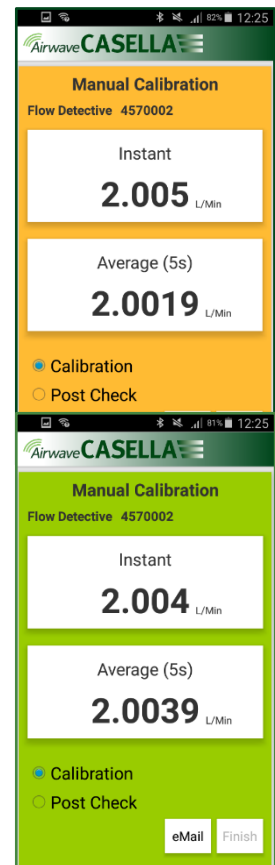 82% 12:25
Airwave CASELLA
Manual Calibration
Flow Detective 4570002
Instant
2.005 L/Min
Average (5s)
2.0019 L/Min
Calibration
Post Check
81% 12:25
Airwave CASELLA
Manual Calibration
Flow Detective 4570002
Instant
2.004 L/Min
Average (5s)
2.0039 L/Min
Calibration
Post Check
eMail Finish